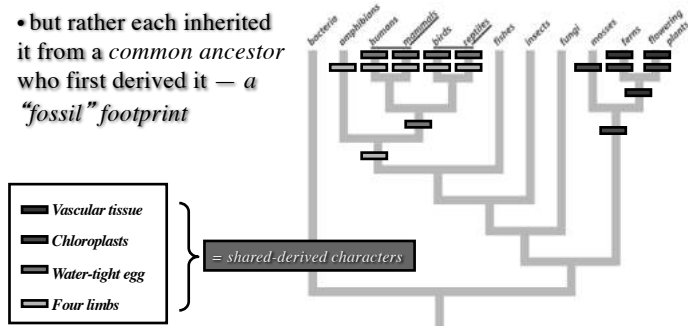 • but rather each inherited
it from a common ancestor
who first derived it — a
“fossil” footprint
bacteria
amphibians
humans
mammals
birds
reptiles
fishes
insects
fungi
mosses
ferns
flowering
plants
Vascular tissue
Chloroplasts
Water-tight egg
Four limbs
= shared-derived characters